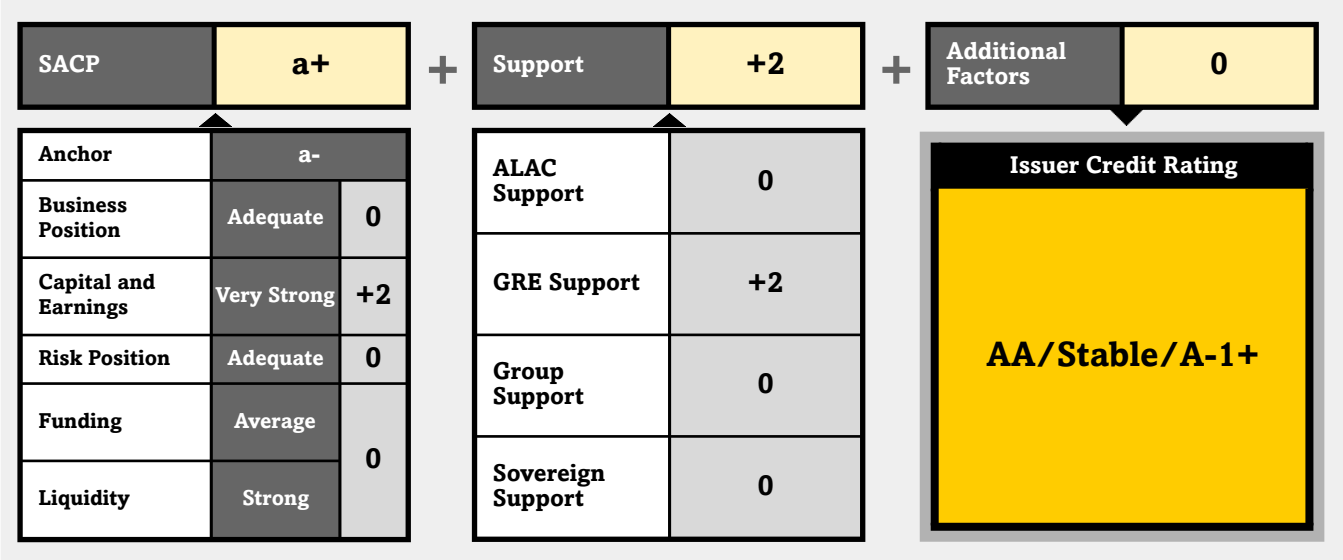 SACP
a+
+
Support
+2
+
Additional
Factors
0
Anchor
a-
Business
Position
Adequate
0
Capital and
Earnings
Very Strong
+2
Risk Position
Adequate
0
Funding
Average
0
Liquidity
Strong
ALAC
Support
0
GRE Support
+2
Group
Support
0
Sovereign
Support
0
Issuer Credit Rating
AA/Stable/A-1+